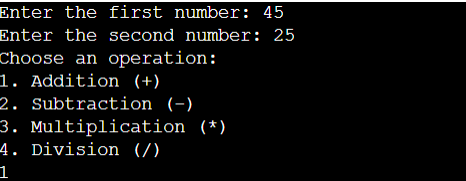 Enter the first number: 45
Enter the second number: 25
Choose an operation:
1. Addition (+)
2. Subtraction (-)
3. Multiplication (*)
4. Division (/)
1